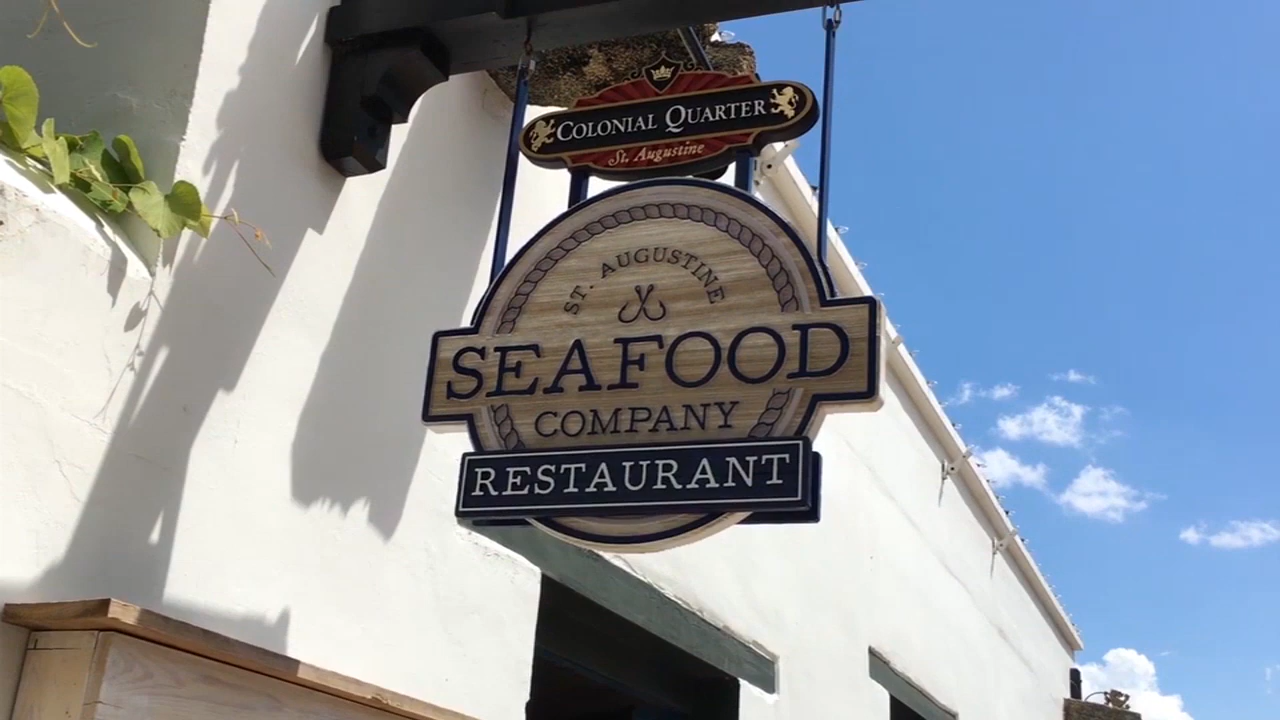 COLONIAL QUARTER
St. Augustine
ST. AUGUSTINE
SEAFOOD
COMPANY
RESTAURANT